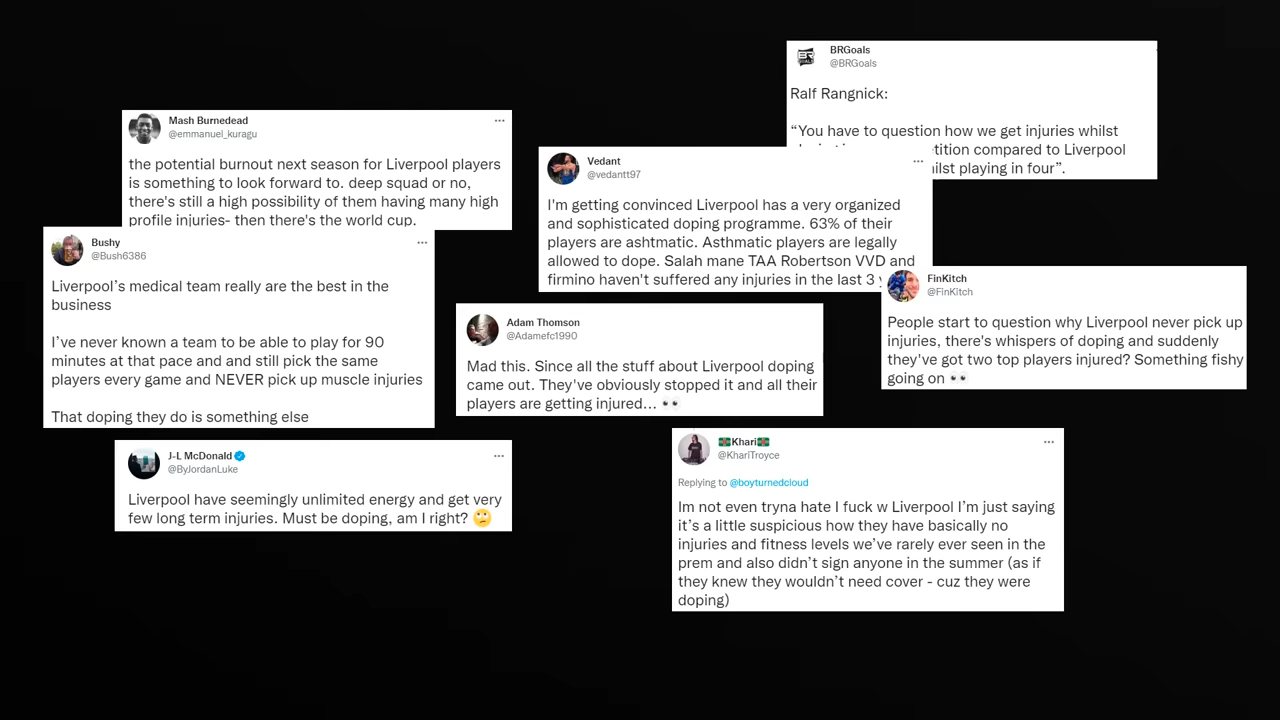 BRGoals
@BRGoals
Ralf Rangnick:
“You have to question how we get injuries whilst
tition compared to Liverpool
hilst playing in four”.
Mash Burnedead
@emmanuel_kuragu
the potential burnout next season for Liverpool players
is something to look forward to. deep squad or no,
there's still a high possibility of them having many high
profile injuries- then there's the world cup.
Vedant
@vedantt97
I'm getting convinced Liverpool has a very organized
and sophisticated doping programme. 63% of their
players are ashtmatic. Asthmatic players are legally
allowed to dope. Salah mane TAA Robertson VVD and
firmino haven't suffered any injuries in the last 3
Bushy
@Bush6386
Liverpool’s medical team really are the best in the
business
I’ve never known a team to be able to play for 90
minutes at that pace and and still pick the same
players every game and NEVER pick up muscle injuries
That doping they do is something else
FinKitch
@FinKitch
People start to question why Liverpool never pick up
injuries, there's whispers of doping and suddenly
they've got two top players injured? Something fishy
going on 👀
Adam Thomson
@Adamefc1990
Mad this. Since all the stuff about Liverpool doping
came out. They've obviously stopped it and all their
players are getting injured... 👀
J-L McDonald
@ByJordanLuke
Liverpool have seemingly unlimited energy and get very
few long term injuries. Must be doping, am I right? 🙄
🇩🇲Khari🇩🇲
@KhariTroyce
Replying to @boyturnedcloud
Im not even tryna hate I fuck w Liverpool I’m just saying
it’s a little suspicious how they have basically no
injuries and fitness levels we’ve rarely ever seen in the
prem and also didn’t sign anyone in the summer (as if
they knew they wouldn’t need cover - cuz they were
doping)